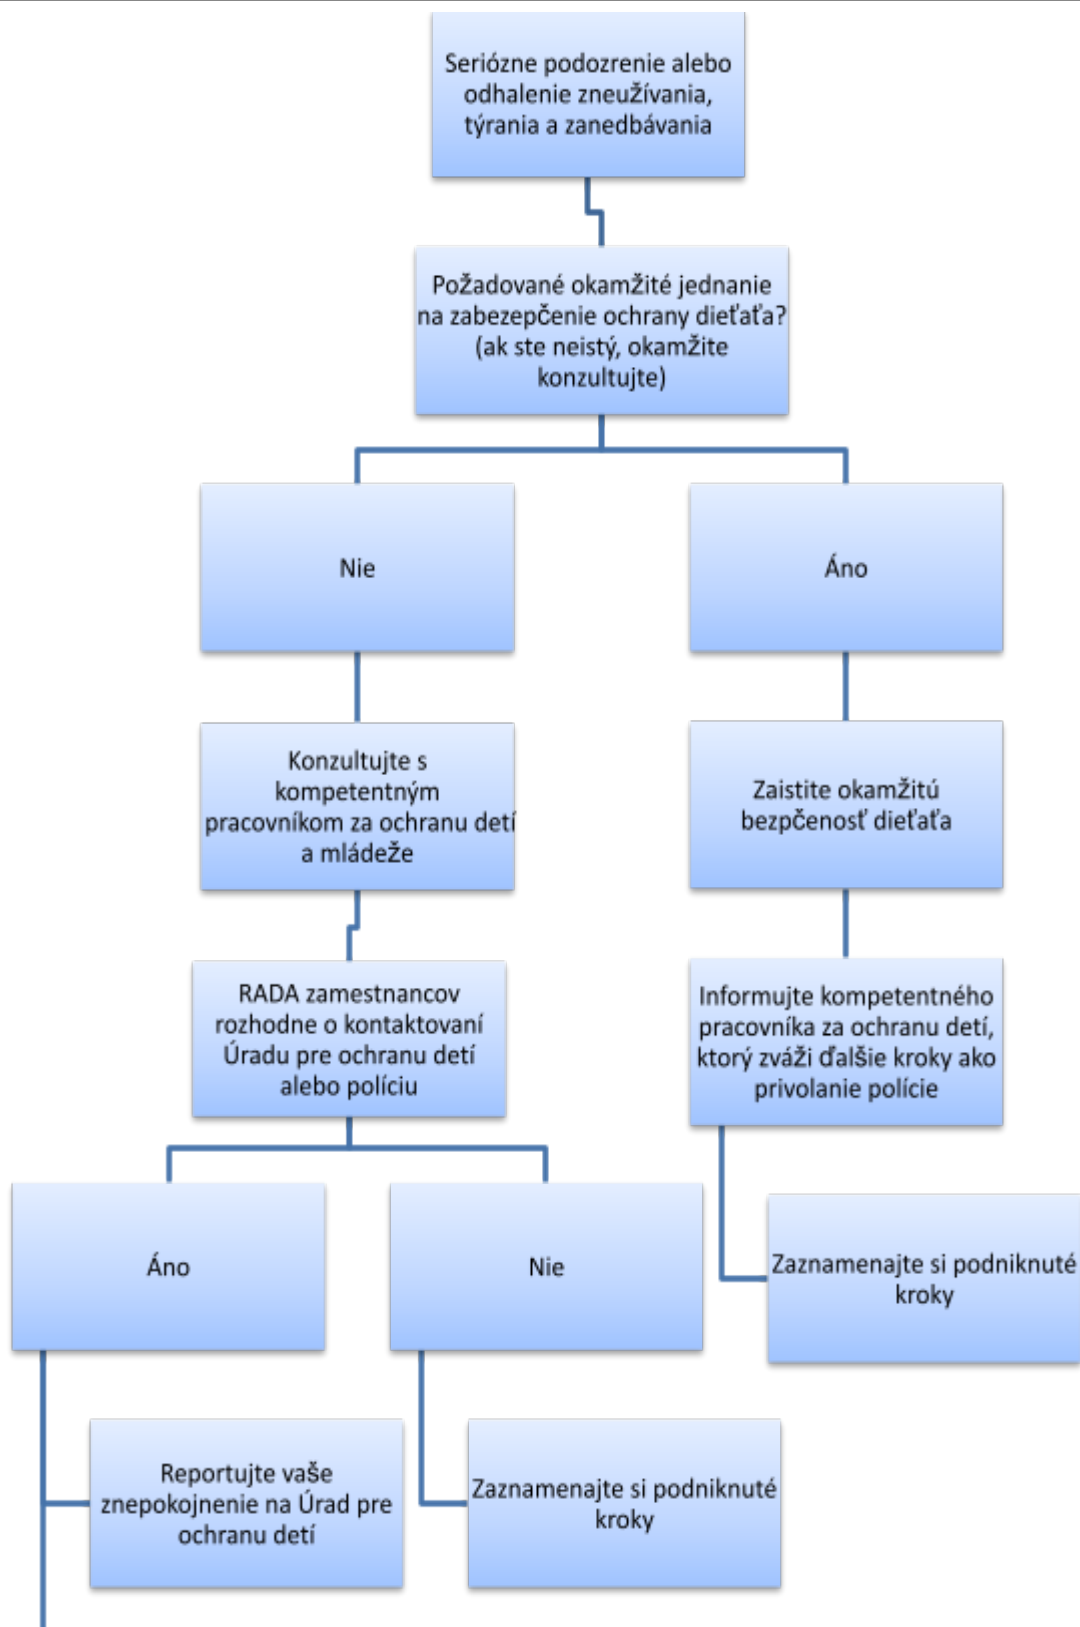 Seriózne podozrenie alebo
odhalenie zneužívania,
týrania a zanedbávania
Požadované okamžité jednanie
na zabezepčenie ochrany dieťaťa?
(ak ste neistý, okamžite
konzultujte)
Nie
Áno
Konzultujte s
kompetentným
pracovníkom za ochranu detí
a mládeže
Zaistite okamžitú
bezpčenosť dieťaťa
RADA zamestnancov
rozhodne o kontaktovaní
Úradu pre ochranu detí
alebo políciu
Informujte kompetentného
pracovníka za ochranu detí,
ktorý zváži ďalšie kroky ako
privolanie polície
Áno
Nie
Zaznamenajte si podniknuté
kroky
Reportujte vaše
znepokojnenie na Úrad pre
ochranu detí
Zaznamenajte si podniknuté
kroky